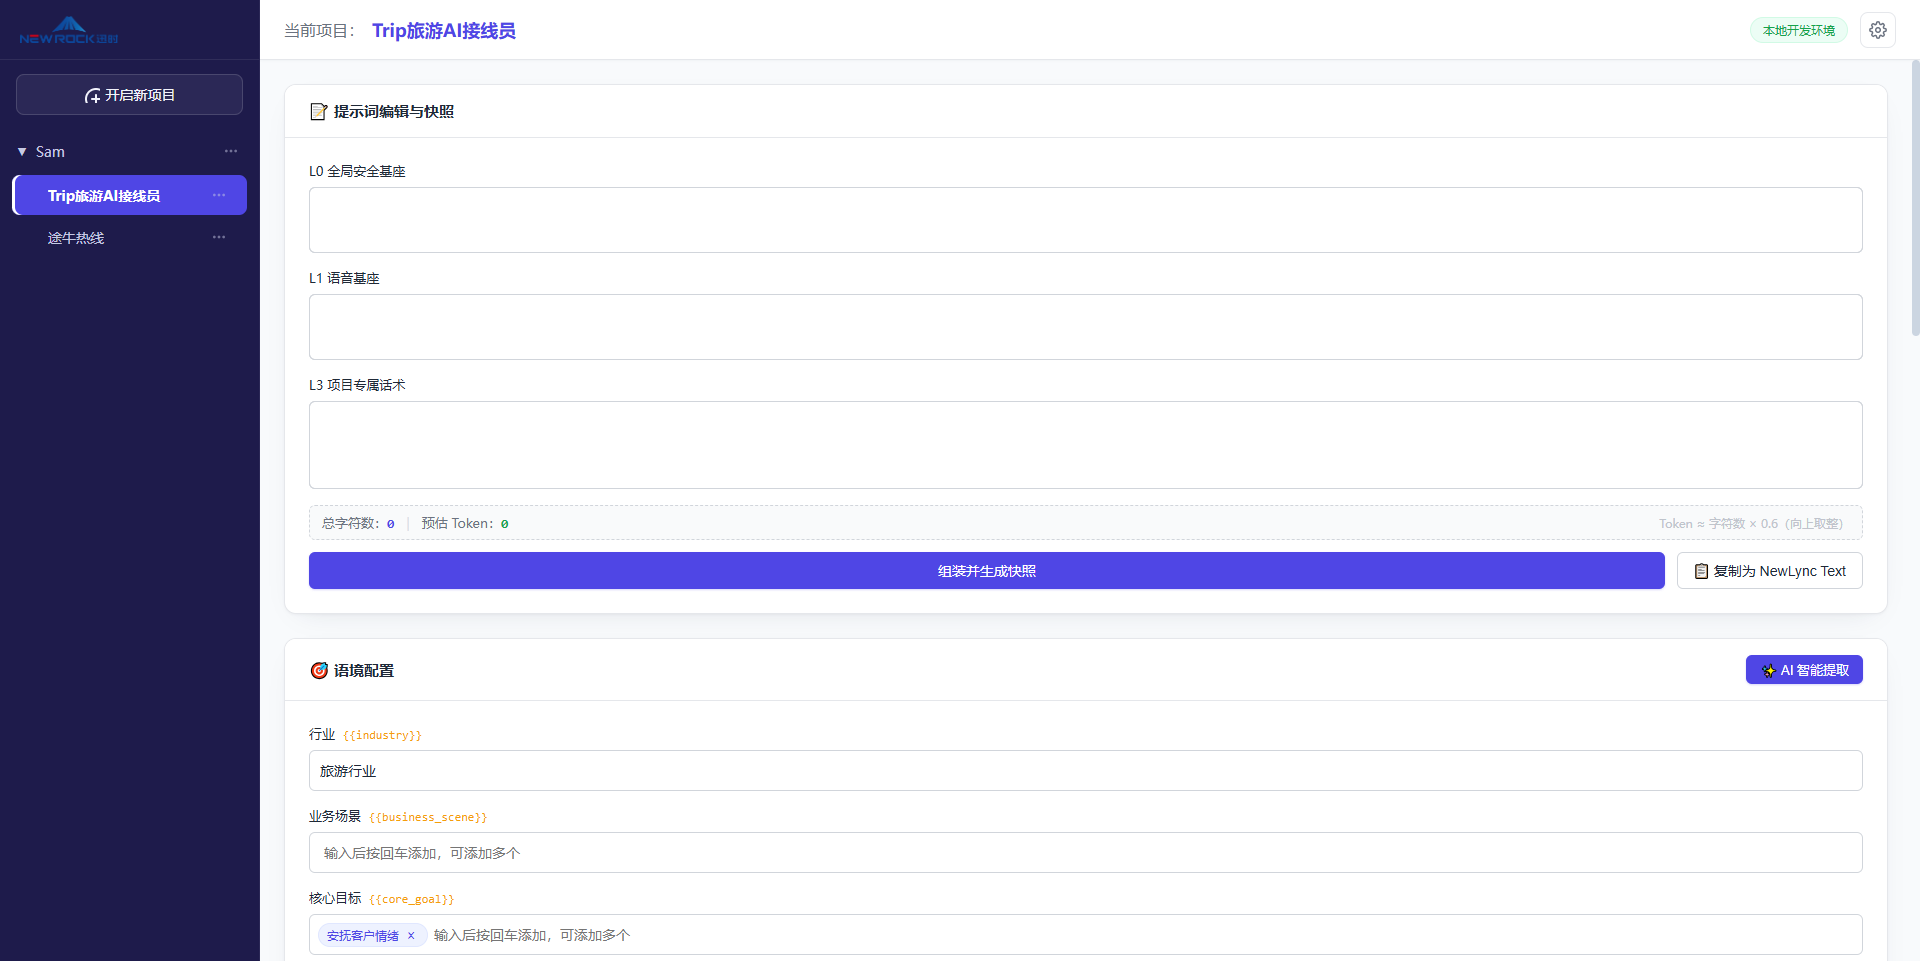 NEWROCK迅时
开启新项目
▼ Sam ···
Trip旅游AI接线员 ···
途牛热线 ···
当前项目： Trip旅游AI接线员
本地开发环境
📝 提示词编辑与快照
L0 全局安全基座
L1 语音基座
L3 项目专属话术
总字符数: 0 | 预估 Token: 0
Token ≈ 字符数 × 0.6（向上取整）
组装并生成快照
📋 复制为 NewLync Text
🎯 语境配置
✨ AI 智能提取
行业 {{industry}}
旅游行业
业务场景 {{business_scene}}
输入后按回车添加，可添加多个
核心目标 {{core_goal}}
安抚客户情绪 × 输入后按回车添加，可添加多个